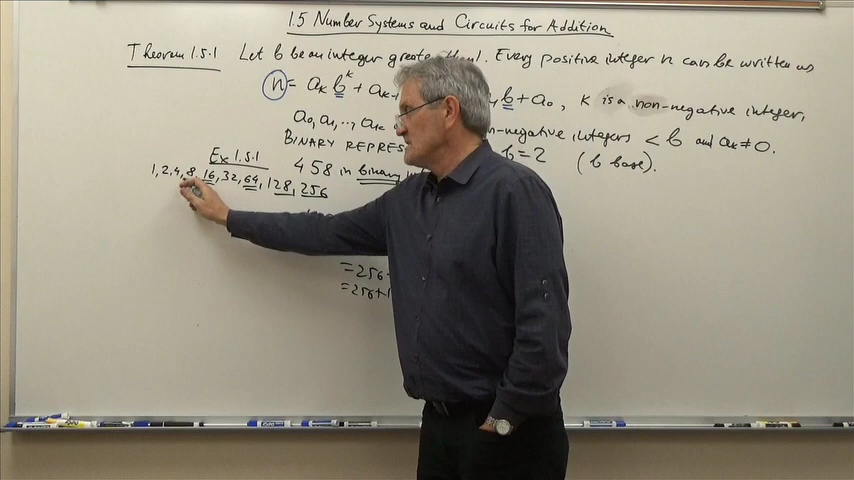 1.5 Number Systems and Circuits for Addition
Theorem 1.5.1 Let b be an integer greater than 1. Every positive integer n can be written as
n = aₖ bᵏ + aₖ b + a₀, k is a non-negative integer,
a₀, a₁, .., aₖ non-negative integers < b and aₖ ≠ 0.
BINARY REPRES b = 2 (b base).
Ex 1.5.1
458 in binary
1, 2, 4, 8, 16, 32, 64, 128, 256
= 256 +
= 256 + 1